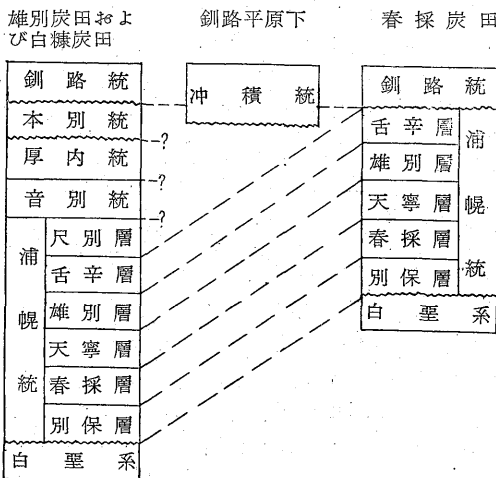 雄別炭田およ
び白糠炭田
釧路統
本別統
厚内統
音別統
浦幌統
尺別層
舌辛層
雄別層
天寧層
春採層
別保層
白堊系
釧路平原下
冲積統
?
?
?
春採炭田
釧路統
舌辛層
雄別層
天寧層
春採層
別保層
浦幌統
白堊系